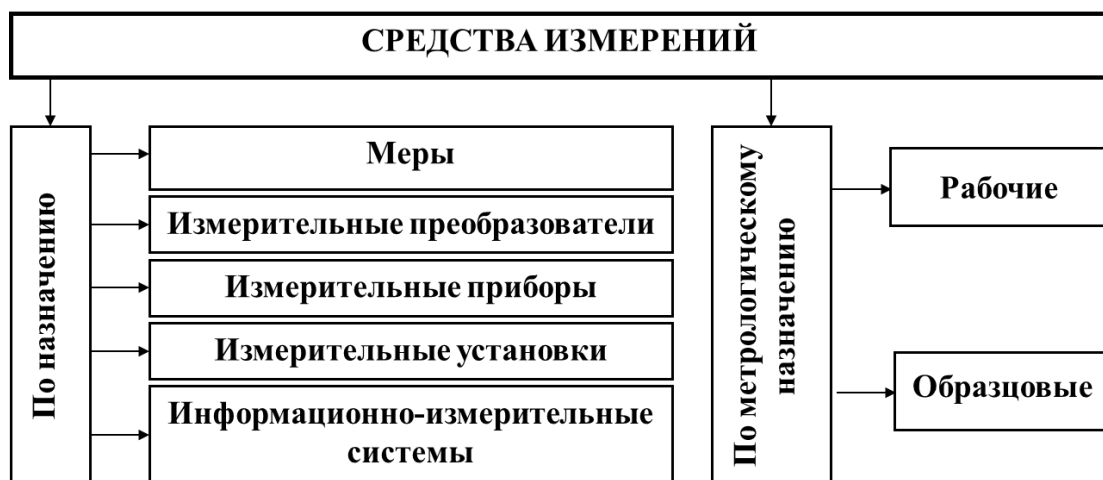 СРЕДСТВА ИЗМЕРЕНИЙ
По назначению
Меры
Измерительные преобразователи
Измерительные приборы
Измерительные установки
Информационно-измерительные
системы
По метрологическому
назначению
Рабочие
Образцовые